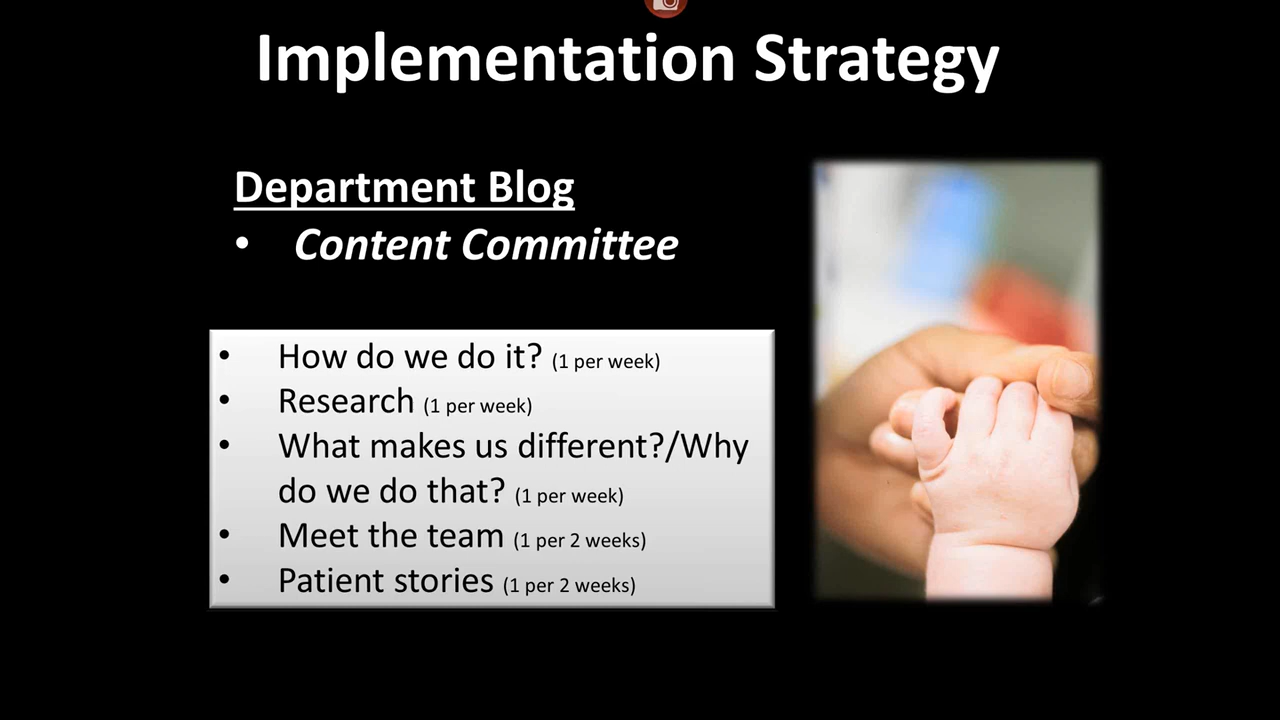 Implementation Strategy
Department Blog
• Content Committee
• How do we do it? (1 per week)
• Research (1 per week)
• What makes us different?/Why
do we do that? (1 per week)
• Meet the team (1 per 2 weeks)
• Patient stories (1 per 2 weeks)